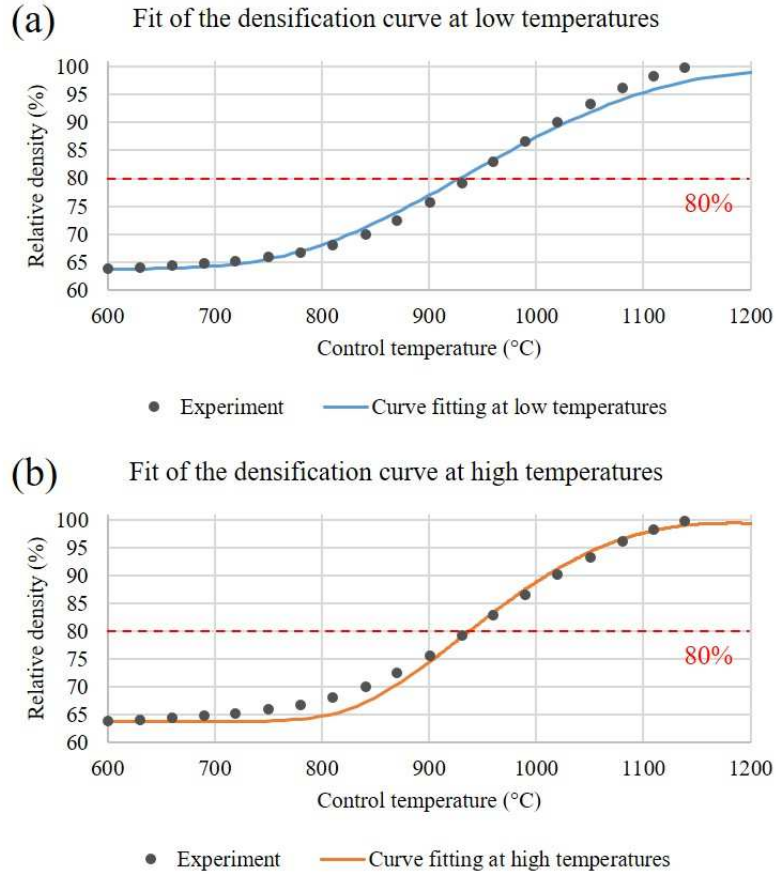 (a)
Fit of the densification curve at low temperatures
Relative density (%)
100
95
90
85
80
75
70
65
60
80%
600 700 800 900 1000 1100 1200
Control temperature (°C)
Experiment Curve fitting at low temperatures
(b)
Fit of the densification curve at high temperatures
Relative density (%)
100
95
90
85
80
75
70
65
60
80%
600 700 800 900 1000 1100 1200
Control temperature (°C)
Experiment Curve fitting at high temperatures